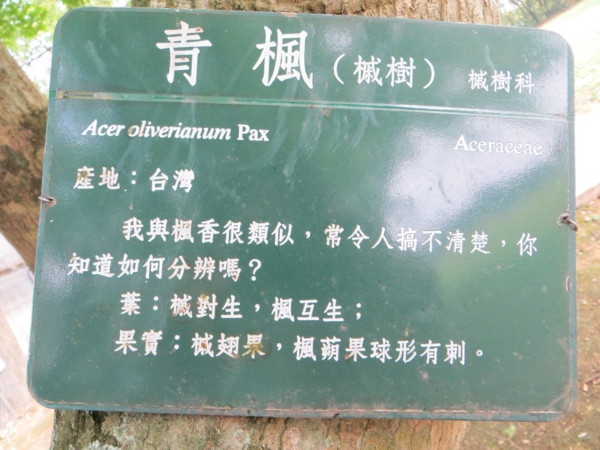 青楓（槭樹） 槭樹科
Acer oliverianum Pax Aceraceae
產地：台灣
我與楓香很類似，常令人搞不清楚，你
知道如何分辨嗎？
葉：槭對生，楓互生；
果實：槭翅果，楓蒴果球形有刺。